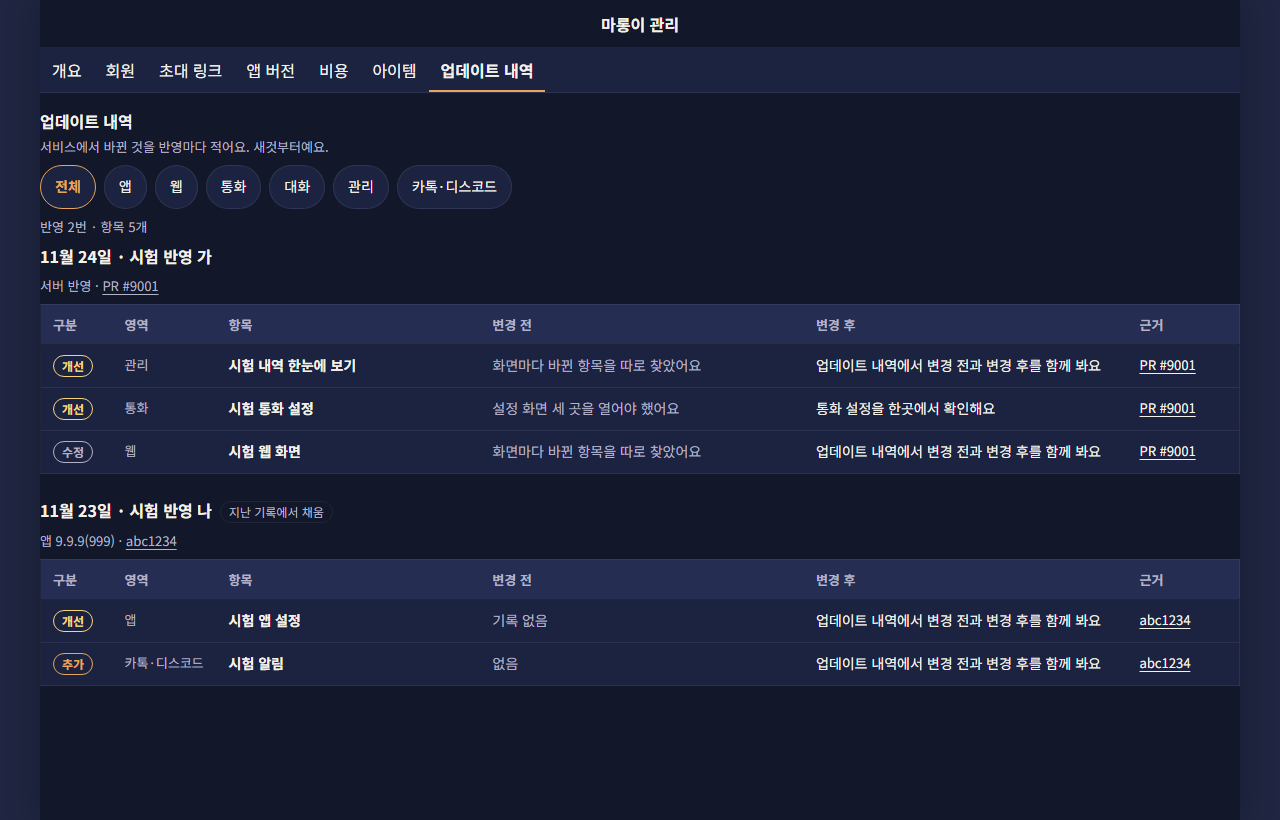 마롱이 관리
개요 회원 초대 링크 앱 버전 비용 아이템 업데이트 내역
업데이트 내역
서비스에서 바뀐 것을 반영마다 적어요. 새것부터예요.
전체 앱 웹 통화 대화 관리 카톡·디스코드
반영 2번 · 항목 5개
11월 24일 · 시험 반영 가
서버 반영 · PR #9001
구분 영역 항목 변경 전 변경 후 근거
개선 관리 시험 내역 한눈에 보기 화면마다 바뀐 항목을 따로 찾았어요 업데이트 내역에서 변경 전과 변경 후를 함께 봐요 PR #9001
개선 통화 시험 통화 설정 설정 화면 세 곳을 열어야 했어요 통화 설정을 한곳에서 확인해요 PR #9001
수정 웹 시험 웹 화면 화면마다 바뀐 항목을 따로 찾았어요 업데이트 내역에서 변경 전과 변경 후를 함께 봐요 PR #9001
11월 23일 · 시험 반영 나 지난 기록에서 채움
앱 9.9.9(999) · abc1234
구분 영역 항목 변경 전 변경 후 근거
개선 앱 시험 앱 설정 기록 없음 업데이트 내역에서 변경 전과 변경 후를 함께 봐요 abc1234
추가 카톡·디스코드 시험 알림 없음 업데이트 내역에서 변경 전과 변경 후를 함께 봐요 abc1234